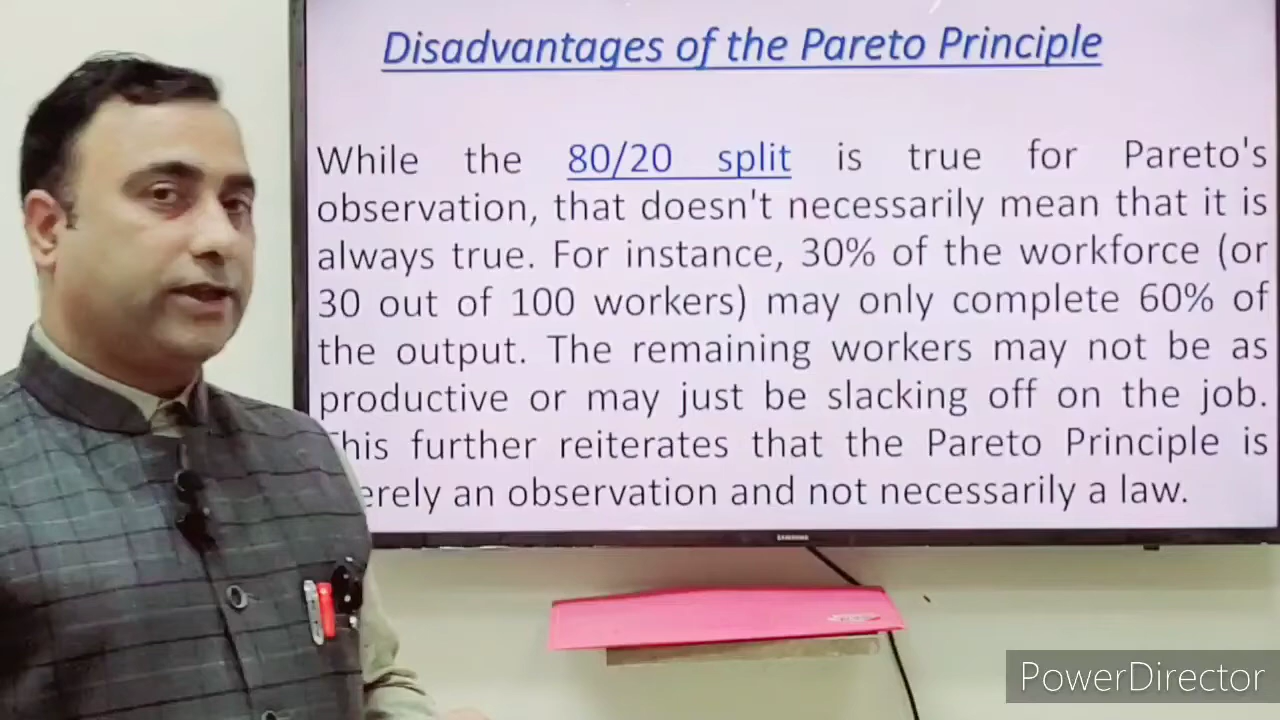 Disadvantages of the Pareto Principle
While the 80/20 split is true for Pareto's
observation, that doesn't necessarily mean that it is
always true. For instance, 30% of the workforce (or
30 out of 100 workers) may only complete 60% of
the output. The remaining workers may not be as
productive or may just be slacking off on the job.
his further reiterates that the Pareto Principle is
erely an observation and not necessarily a law.
SAMSUNG
PowerDirector